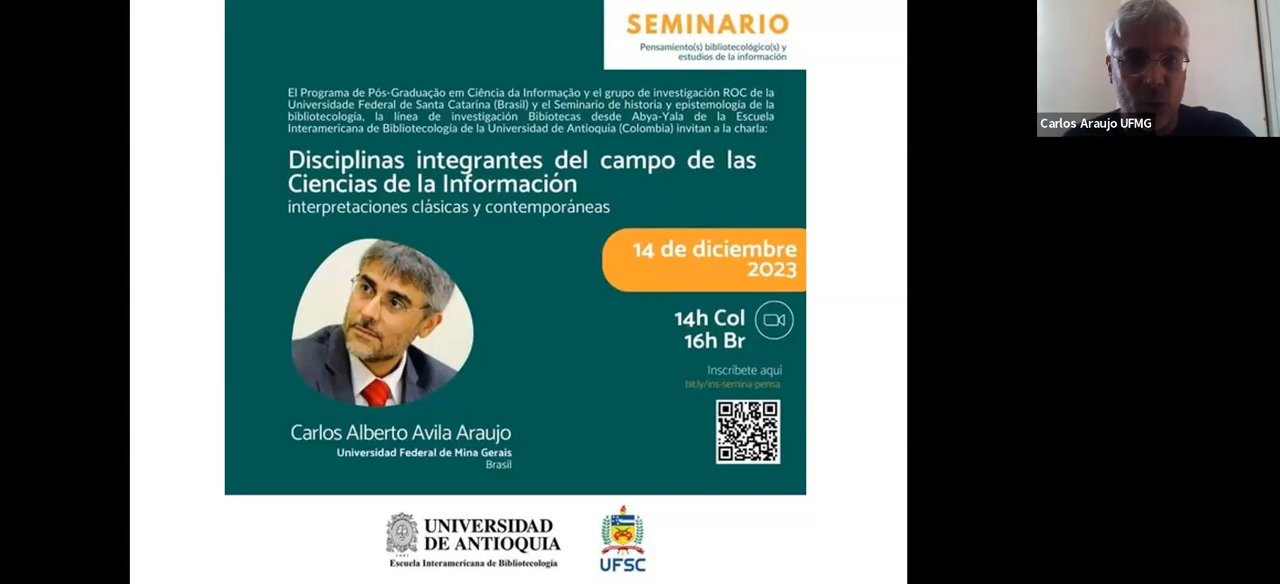 SEMINARIO
Pensamiento(s) bibliotecológico(s) y
estudios de la información
El Programa de Pós-Graduação em Ciência da Informação y el grupo de investigación ROC de la
Universidade Federal de Santa Catarina (Brasil) y el Seminario de historia y epistemología de la
bibliotecología, la línea de investigación Bibiotecas desde Abya-Yala de la Escuela
Interamericana de Bibliotecología de la Universidad de Antioquia (Colombia) invitan a la charla:
Disciplinas integrantes del campo de las
Ciencias de la Información
interpretaciones clásicas y contemporáneas
14 de diciembre
2023
14h Col
16h Br
Inscríbete aquí
bit.ly/ins-semina-pensa
Carlos Alberto Avila Araujo
Universidad Federal de Mina Gerais
Brasil
UNIVERSIDAD
DE ANTIOQUIA
1803
Escuela Interamericana de Bibliotecología
UFSC
Carlos Araujo UFMG